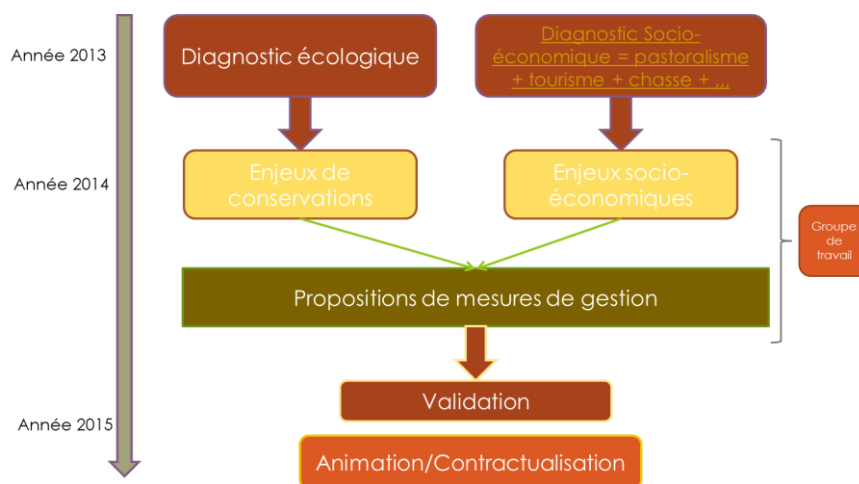 Année 2013
Diagnostic écologique
Diagnostic Socio-
économique = pastoralisme
+ tourisme + chasse + ,,,
Année 2014
Enjeux de
conservations
Enjeux socio-
économiques
Groupe
de
travail
Propositions de mesures de gestion
Validation
Année 2015
Animation/Contractualisation